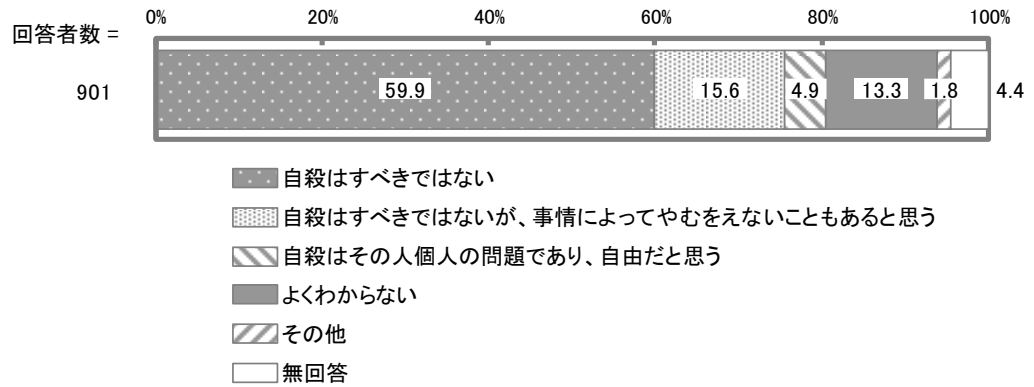 0% 20% 40% 60% 80% 100%
回答者数 =
901 59.9 15.6 4.9 13.3 1.8 4.4
自殺はすべきではない
自殺はすべきではないが、事情によってやむをえないこともあると思う
自殺はその人個人の問題であり、自由だと思う
よくわからない
その他
無回答